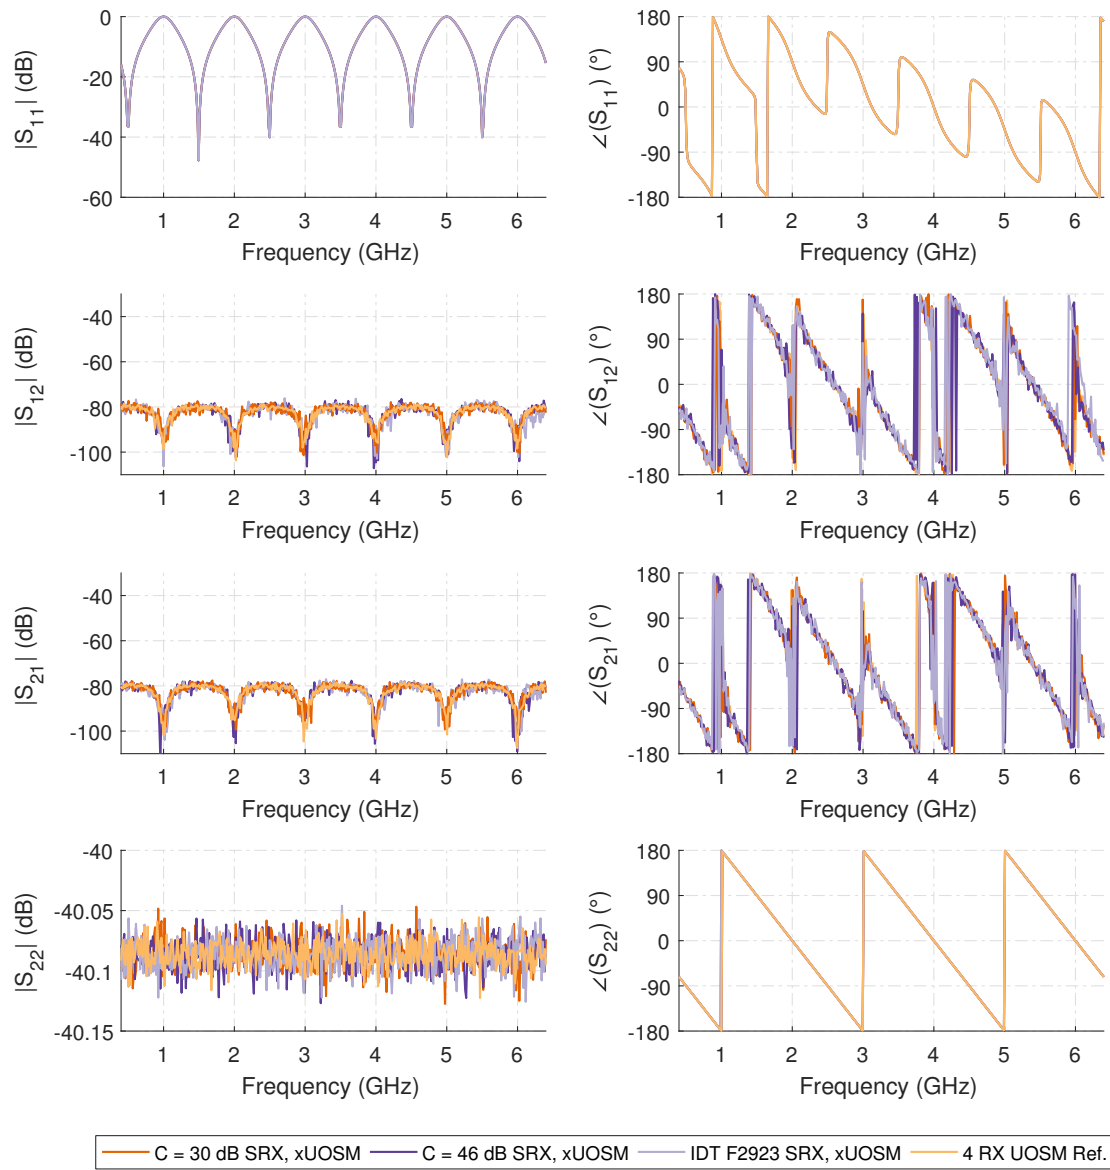 |S11| (dB)
0
-20
-40
-60
1 2 3 4 5 6
Frequency (GHz)
∠(S11) (°)
180
90
0
-90
-180
1 2 3 4 5 6
Frequency (GHz)
|S12| (dB)
-40
-60
-80
-100
1 2 3 4 5 6
Frequency (GHz)
∠(S12) (°)
180
90
0
-90
-180
1 2 3 4 5 6
Frequency (GHz)
|S21| (dB)
-40
-60
-80
-100
1 2 3 4 5 6
Frequency (GHz)
∠(S21) (°)
180
90
0
-90
-180
1 2 3 4 5 6
Frequency (GHz)
|S22| (dB)
-40
-40.05
-40.1
-40.15
1 2 3 4 5 6
Frequency (GHz)
∠(S22) (°)
180
90
0
-90
-180
1 2 3 4 5 6
Frequency (GHz)
C = 30 dB SRX, xUOSM C = 46 dB SRX, xUOSM IDT F2923 SRX, xUOSM 4 RX UOSM Ref.